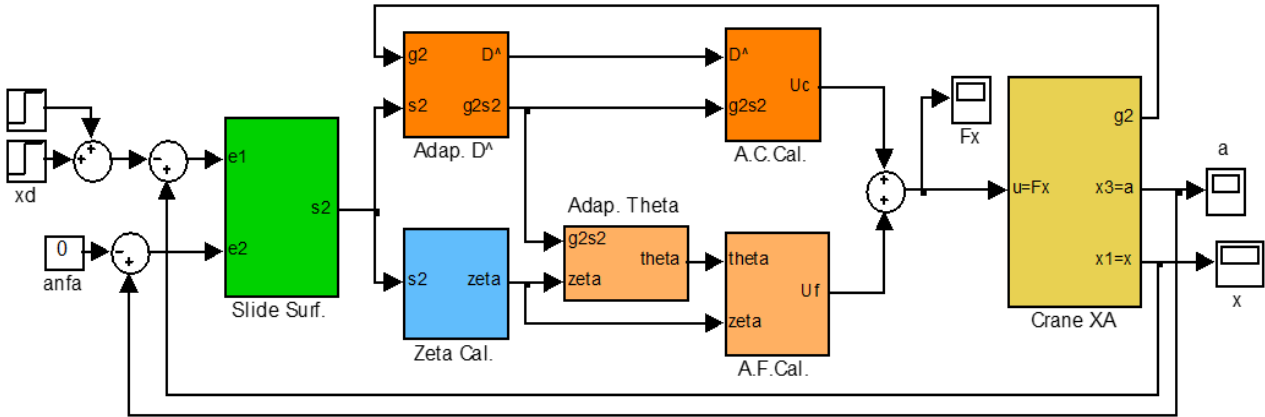 xd
0
anfa
e1
e2
s2
Slide Surf.
g2
D^
s2
g2s2
Adap. D^
s2
zeta
Zeta Cal.
Adap. Theta
g2s2
theta
zeta
D^
Uc
g2s2
A.C.Cal.
theta
Uf
zeta
A.F.Cal.
Fx
g2
u=Fx
x3=a
x1=x
Crane XA
a
x